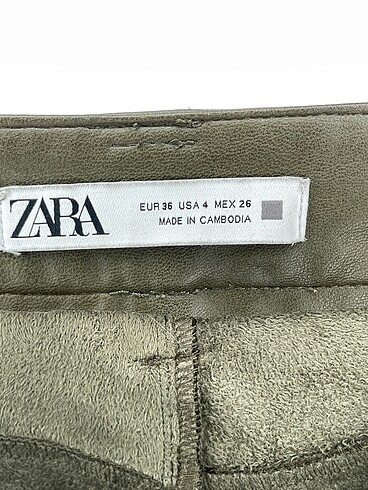 ZARA
EUR 36 USA 4 MEX 26
MADE IN CAMBODIA